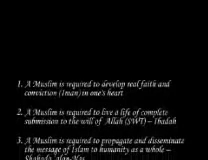 1. A Muslim is required to develop real faith and
conviction (Iman) in one's heart
2. A Muslim is required to live a life of complete
submission to the will of Allah (SWT) – Ibadah
3. A Muslim is required to propagate and disseminate
the message of Islam to humanity as a whole –